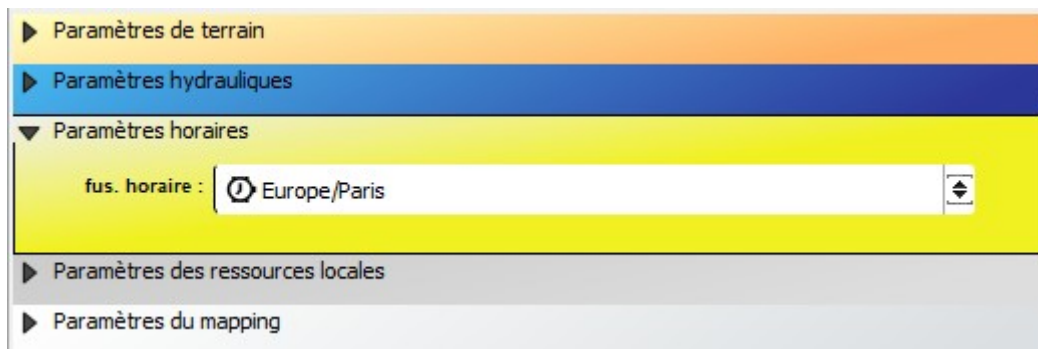 Paramètres de terrain
Paramètres hydrauliques
Paramètres horaires
fus. horaire : Europe/Paris
Paramètres des ressources locales
Paramètres du mapping